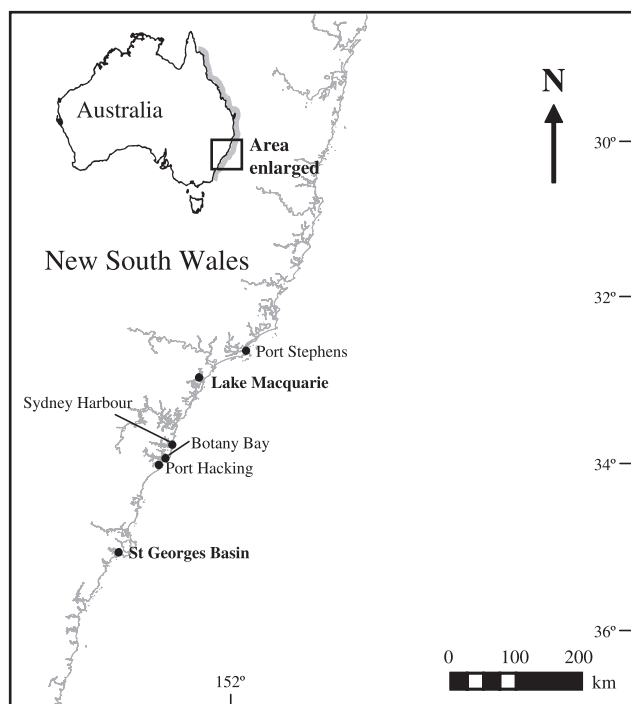 Australia
Area
enlarged
N
30º
New South Wales
32º
Port Stephens
Lake Macquarie
Sydney Harbour
Botany Bay
34º
Port Hacking
St Georges Basin
36º
0 100 200
km
152º